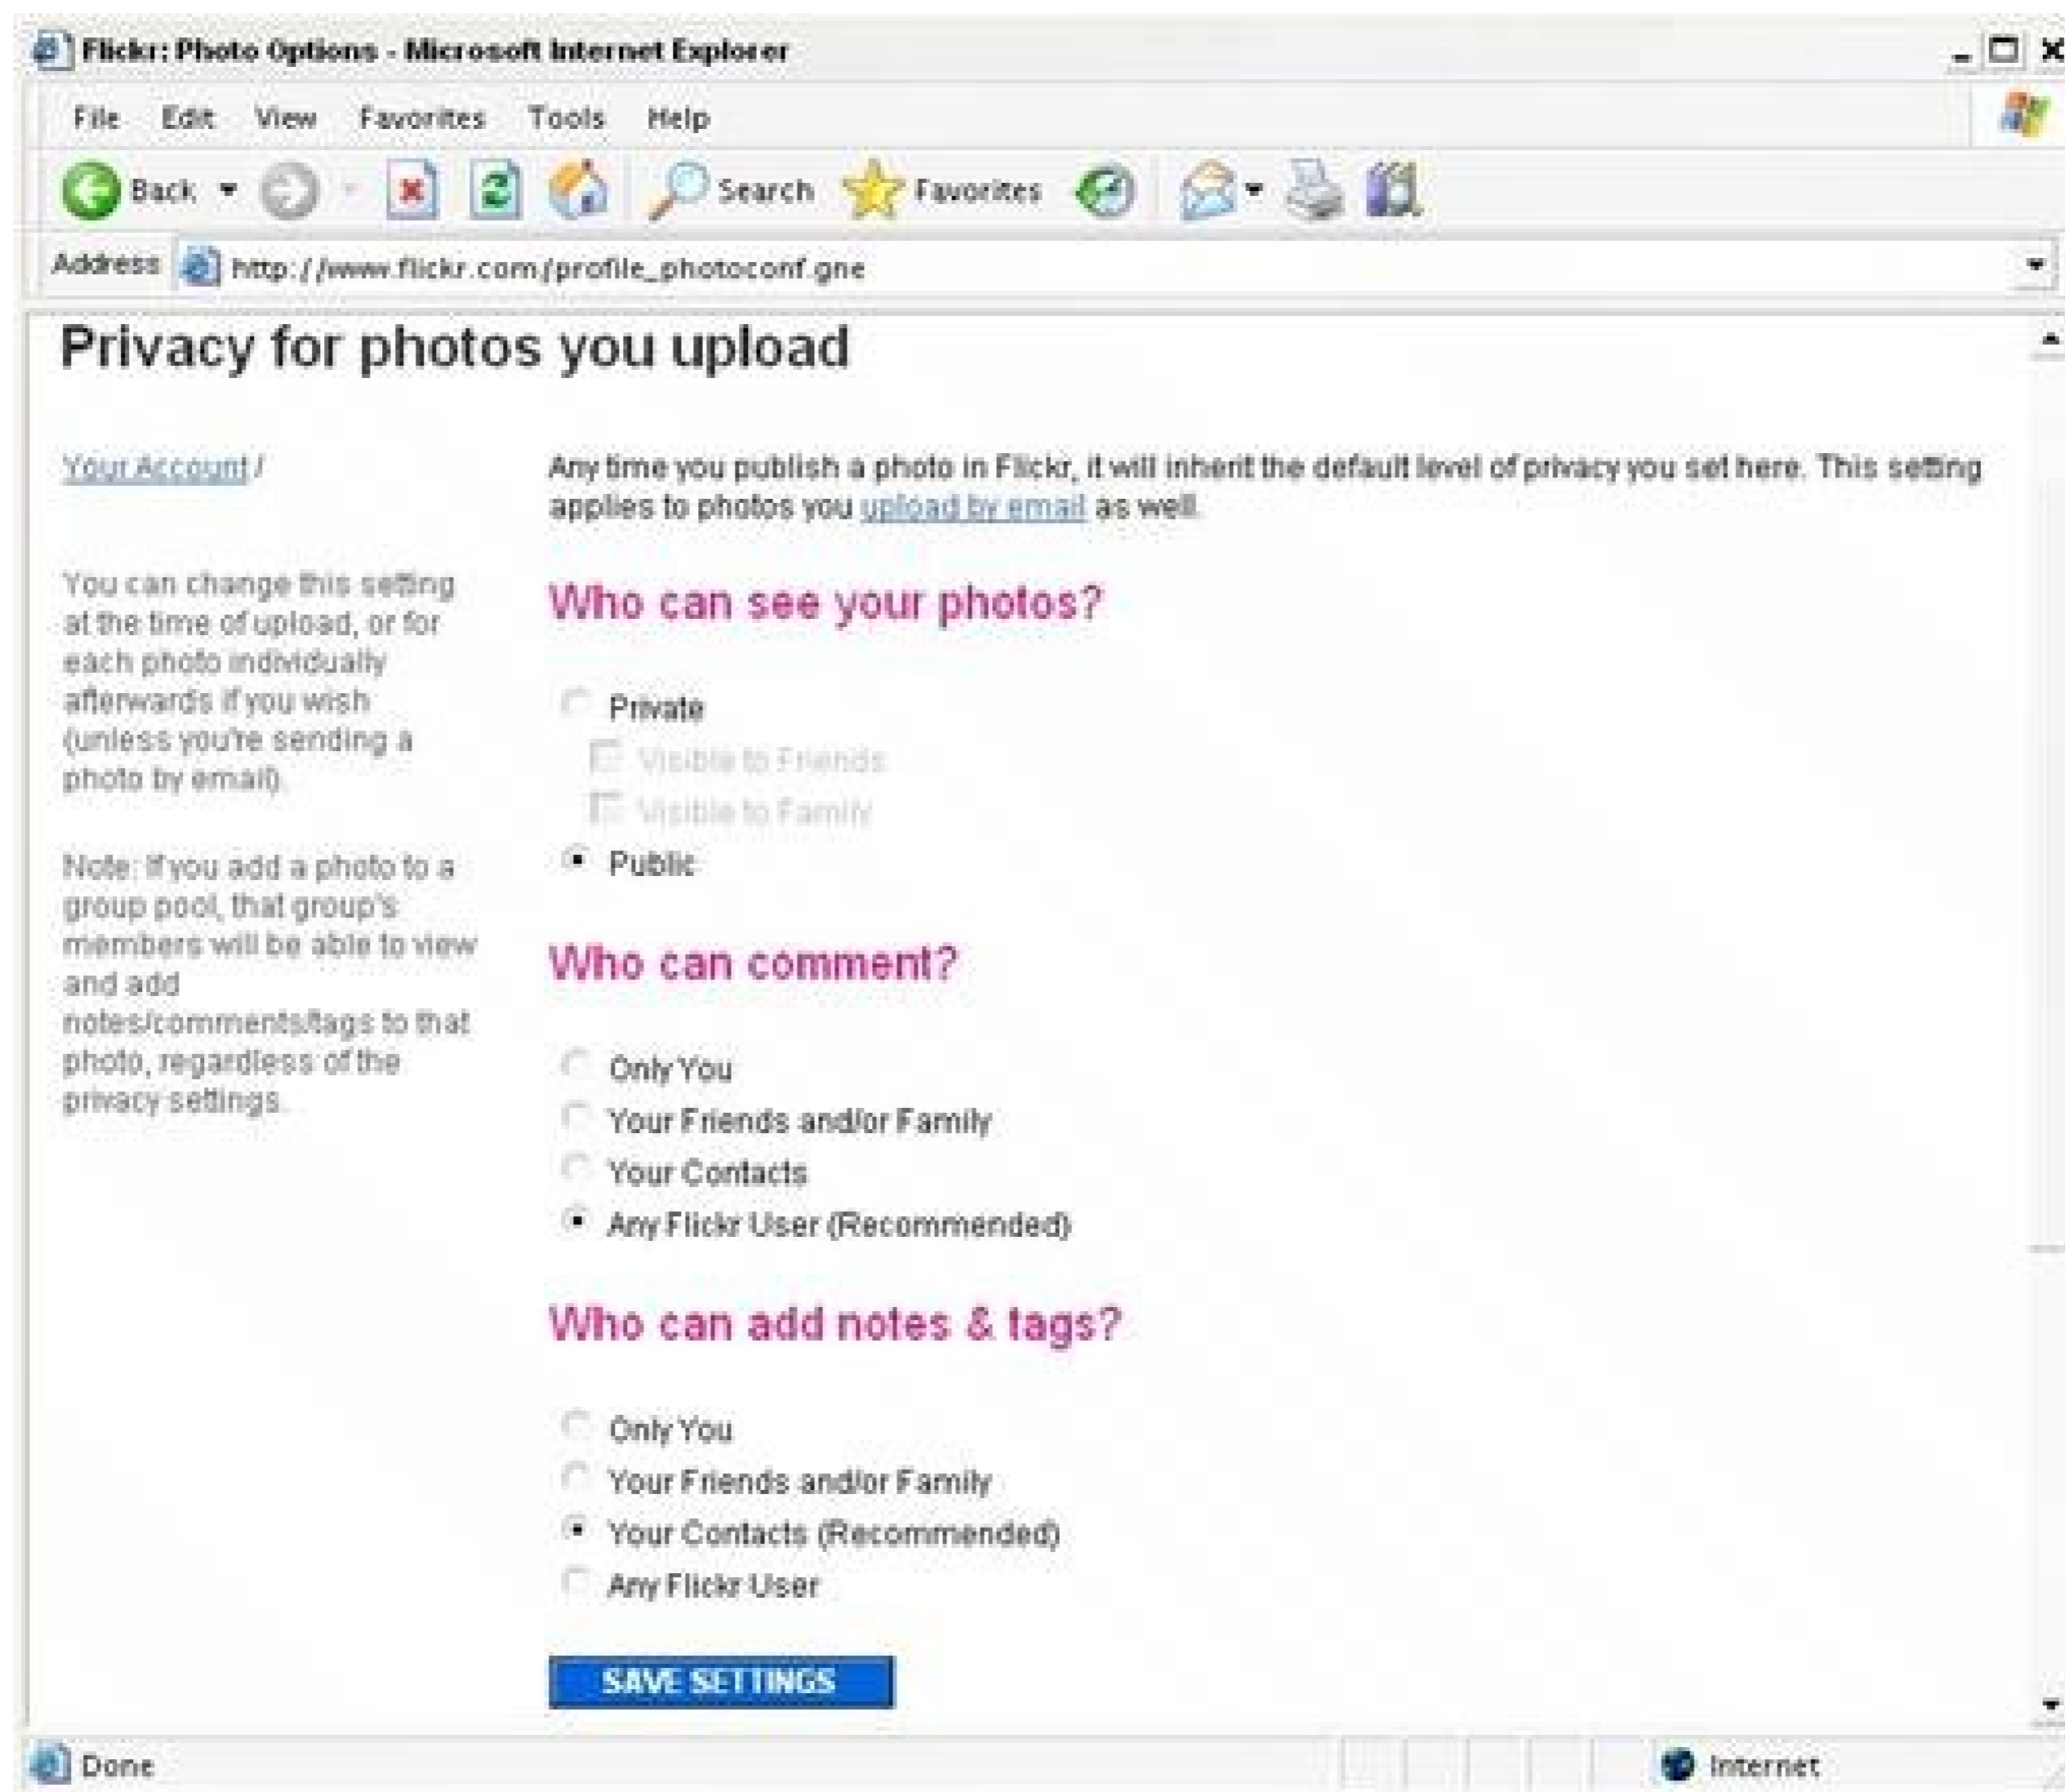 Flickr: Photo Options - Microsoft Internet Explorer
File Edit View Favorites Tools Help
Back Search Favorites
Address http://www.flickr.com/profile_photoconf.gne
Privacy for photos you upload
Your Account /
You can change this setting
at the time of upload, or for
each photo individually
afterwards if you wish
(unless you're sending a
photo by email).
Note: If you add a photo to a
group pool, that group's
members will be able to view
and add
notes/comments/tags to that
photo, regardless of the
privacy settings.
Any time you publish a photo in Flickr, it will inherit the default level of privacy you set here. This setting
applies to photos you upload by email as well.
Who can see your photos?
Private
Visible to Friends
Visible to Family
Public
Who can comment?
Only You
Your Friends and/or Family
Your Contacts
Any Flickr User (Recommended)
Who can add notes & tags?
Only You
Your Friends and/or Family
Your Contacts (Recommended)
Any Flickr User
SAVE SETTINGS
Done
Internet